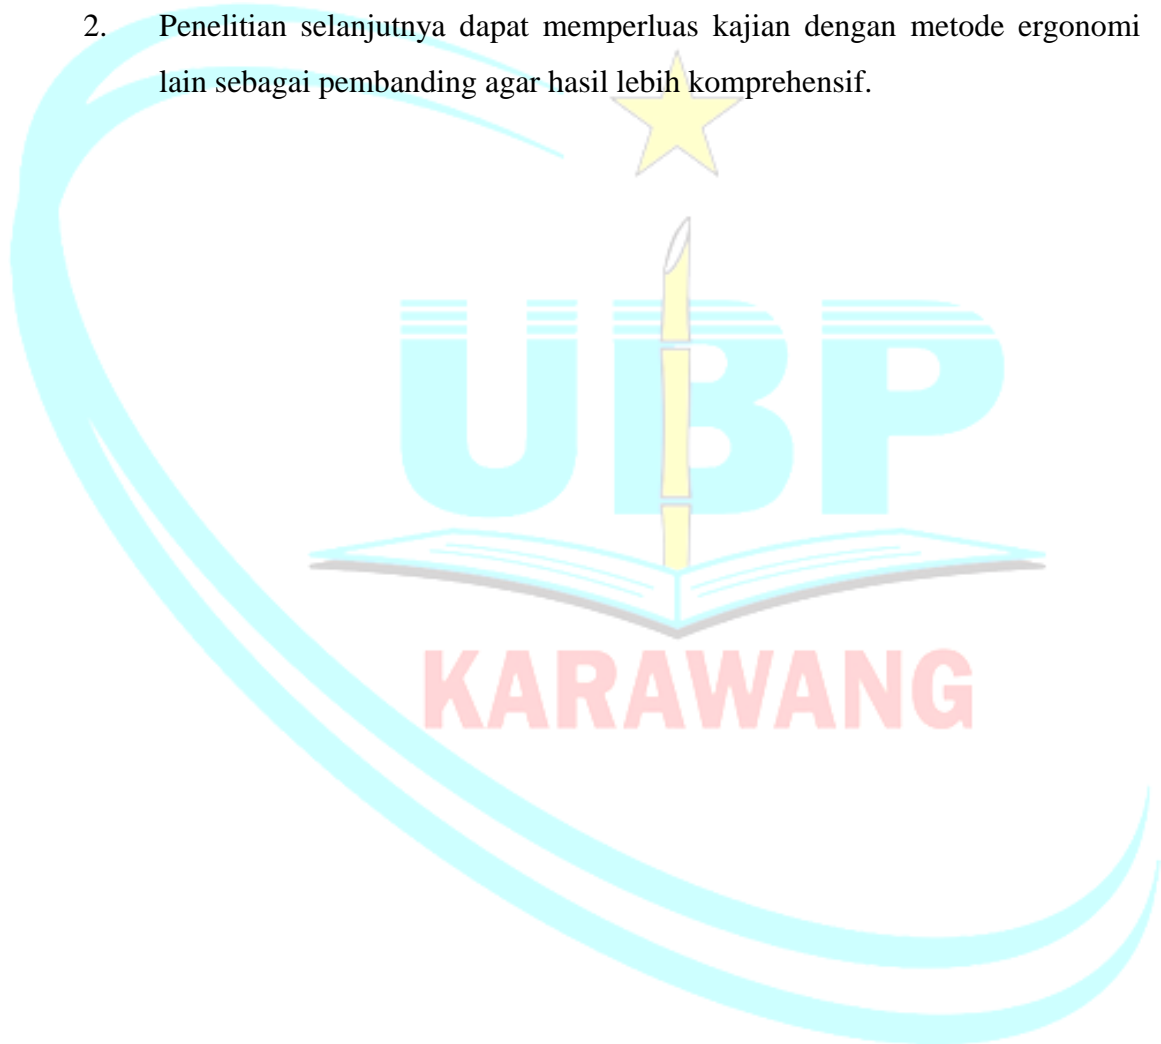 2. Penelitian selanjutnya dapat memperluas kajian dengan metode ergonomi
lain sebagai pembanding agar hasil lebih komprehensif.
UBP
KARAWANG